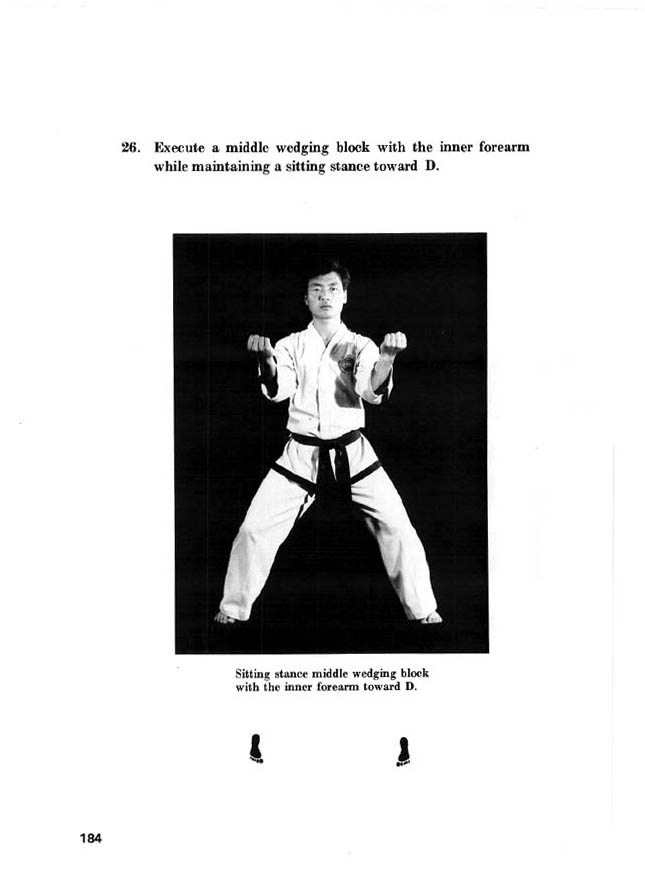 26. Execute a middle wedging block with the inner forearm
while maintaining a sitting stance toward D.
Sitting stance middle wedging block
with the inner forearm toward D.
184